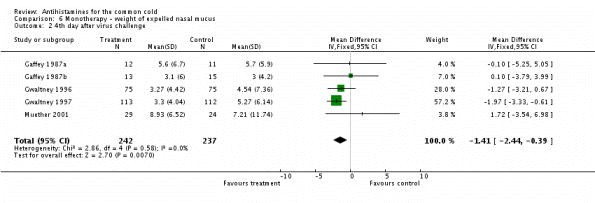 Review: Antihistamines for the common cold
Comparison: 6 Monotherapy - weight of expelled nasal mucus
Outcome: 2 4th day after virus challenge
Study or subgroup Treatment Control Mean Difference Weight Mean Difference
N Mean(SD) N Mean(SD) IV,Fixed,95% CI IV,Fixed,95% CI
Gaffey 1987a 12 5.6 (6.7) 11 5.7 (5.9) 4.0 % -0.10 [ -5.25, 5.05 ]
Gaffey 1987b 13 3.1 (6) 15 3 (4.2) 7.0 % 0.10 [ -3.79, 3.99 ]
Gwaltney 1996 75 3.27 (4.42) 75 4.54 (7.36) 28.0 % -1.27 [ -3.21, 0.67 ]
Gwaltney 1997 113 3.3 (4.04) 112 5.27 (6.14) 57.2 % -1.97 [ -3.33, -0.61 ]
Muether 2001 29 8.93 (6.52) 24 7.21 (11.74) 3.8 % 1.72 [ -3.54, 6.98 ]
Total (95% CI) 242 237 100.0 % -1.41 [ -2.44, -0.39 ]
Heterogeneity: Chi² = 2.86, df = 4 (P = 0.58); I² =0.0%
Test for overall effect: Z = 2.70 (P = 0.0070)
-10 -5 0 5 10
Favours treatment Favours control